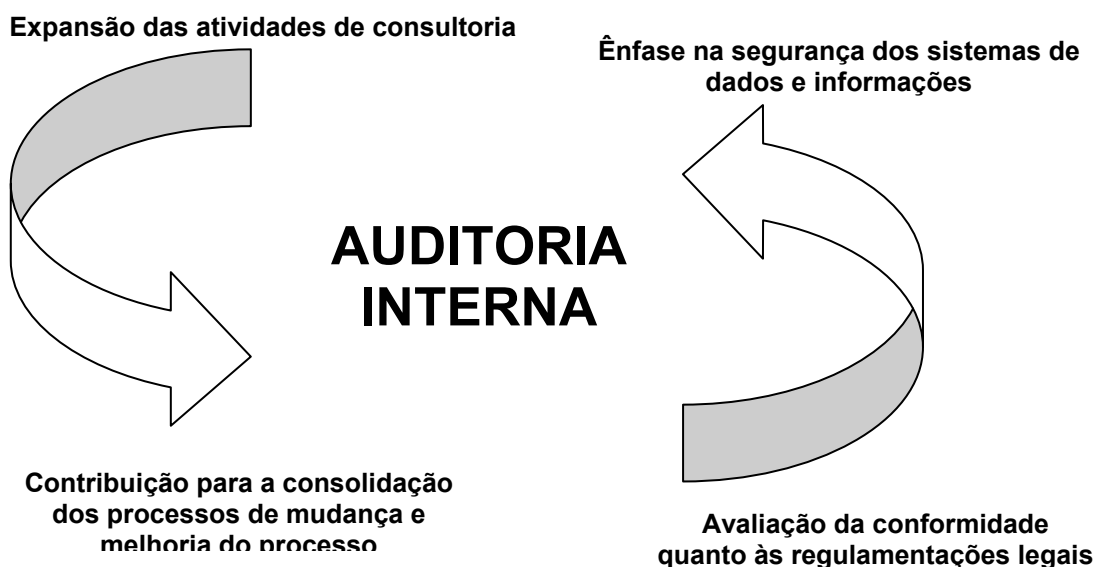 Expansão das atividades de consultoria
Ênfase na segurança dos sistemas de
dados e informações
AUDITORIA
INTERNA
Contribuição para a consolidação
dos processos de mudança e
melhoria do processo
Avaliação da conformidade
quanto às regulamentações legais